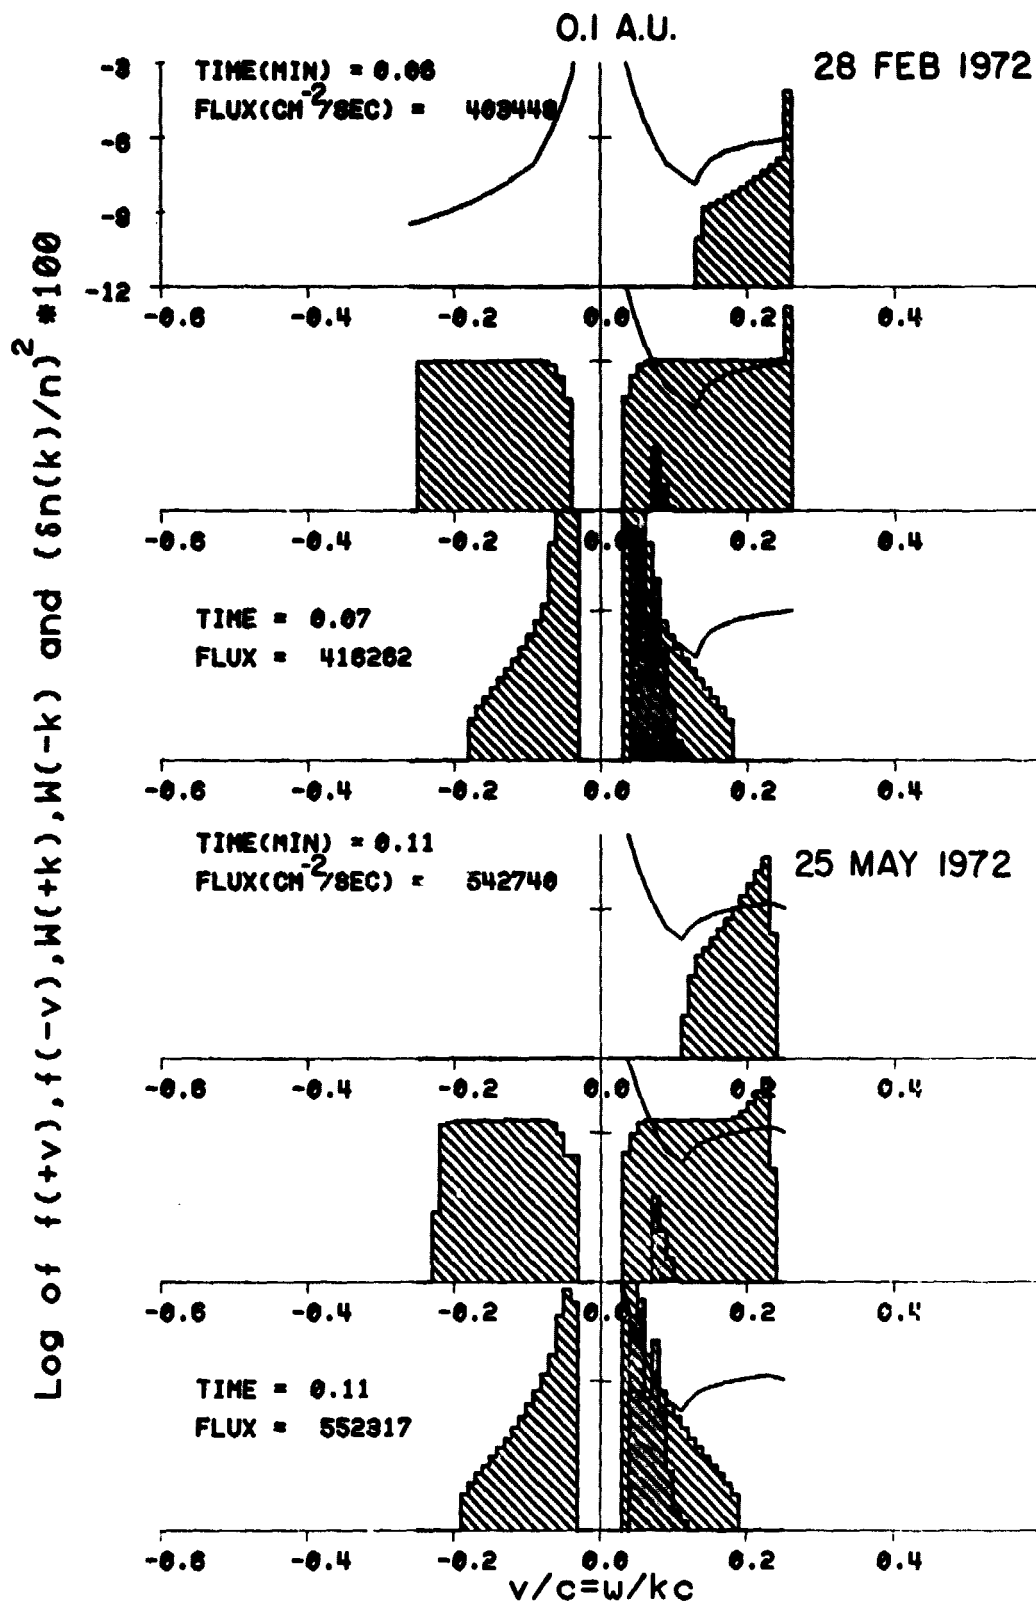 0.1 A.U.
28 FEB 1972
TIME(MIN) = 0.06
FLUX(CM-2/SEC) = 403448
-3
-6
-9
-12
-0.6 -0.4 -0.2 0.0 0.2 0.4
-0.6 -0.4 -0.2 0.0 0.2 0.4
TIME = 0.07
FLUX = 416262
-0.6 -0.4 -0.2 0.0 0.2 0.4
TIME(MIN) = 0.11
FLUX(CM-2/SEC) = 542740
25 MAY 1972
-0.6 -0.4 -0.2 0.0 0.2 0.4
-0.6 -0.4 -0.2 0.0 0.2 0.4
TIME = 0.11
FLUX = 552317
-0.6 -0.4 -0.2 0.0 0.2 0.4
v/c=w/kc
Log of f(+v),f(-v),W(+k),W(-k) and (δn(k)/n)² *100